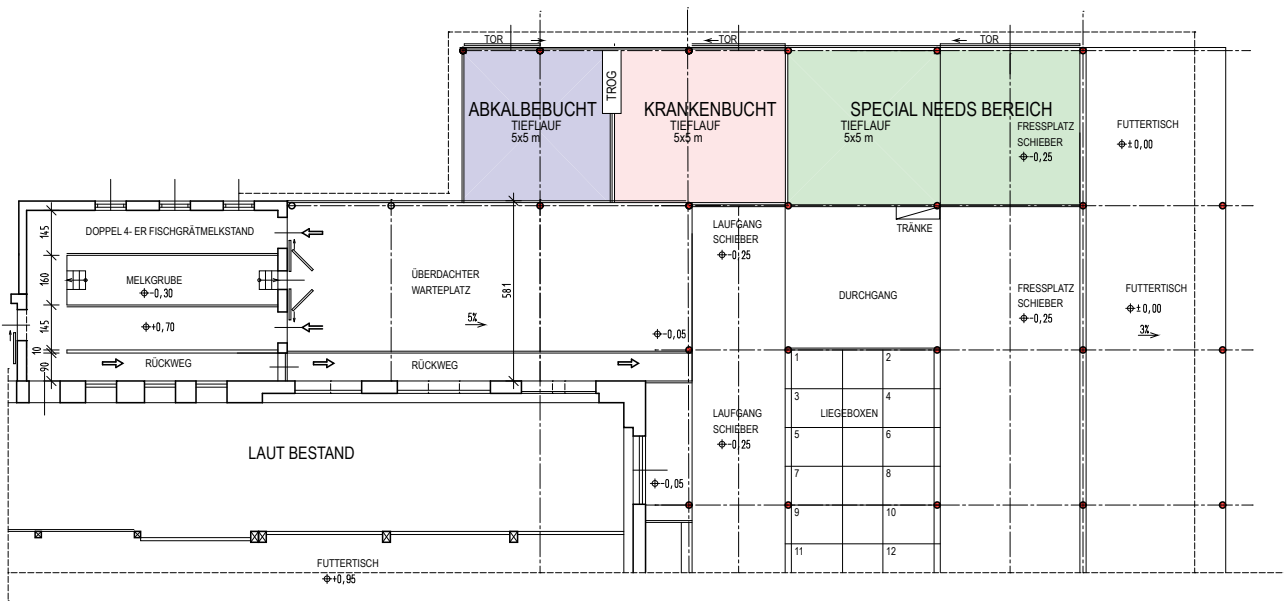 TOR
TOR
TOR
ABKALBEBUCHT
TIEFLAUF
5x5 m
TROG
KRANKENBUCHT
TIEFLAUF
5x5 m
SPECIAL NEEDS BEREICH
TIEFLAUF
5x5 m
FRESSPLATZ
SCHIEBER
-0,25
FUTTERTISCH
±0,00
145
160
145
10
90
DOPPEL 4- ER FISCHGRÄTMELKSTAND
MELKGRUBE
-0,30
+0,70
RÜCKWEG
ÜBERDACHTER
WARTEPLATZ
5%
581
RÜCKWEG
-0,05
LAUFGANG
SCHIEBER
-0,25
TRÄNKE
DURCHGANG
FRESSPLATZ
SCHIEBER
-0,25
FUTTERTISCH
±0,00
3%
LAUT BESTAND
-0,05
LAUFGANG
SCHIEBER
-0,25
LIEGEBOXEN
1
2
3
4
5
6
7
8
9
10
11
12
FUTTERTISCH
+0,95